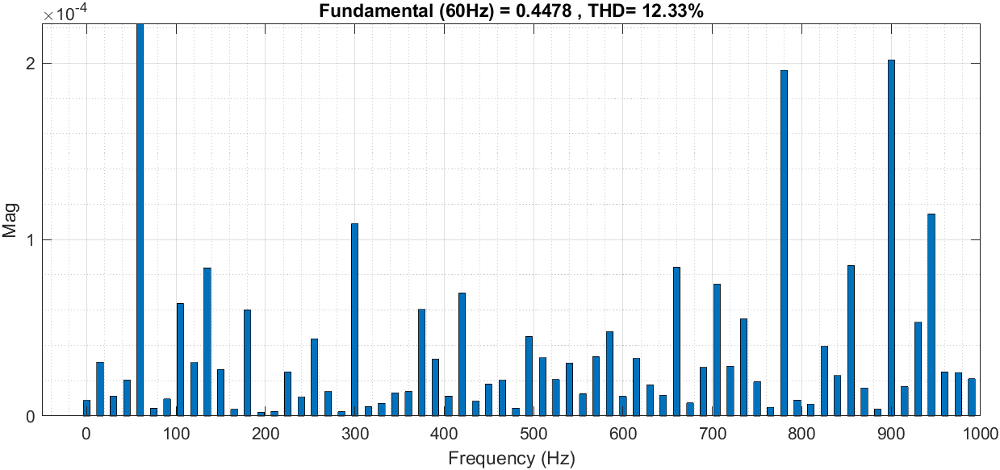 Fundamental (60Hz) = 0.4478 , THD= 12.33%
×10-4
2
1
0
Mag
0 100 200 300 400 500 600 700 800 900 1000
Frequency (Hz)